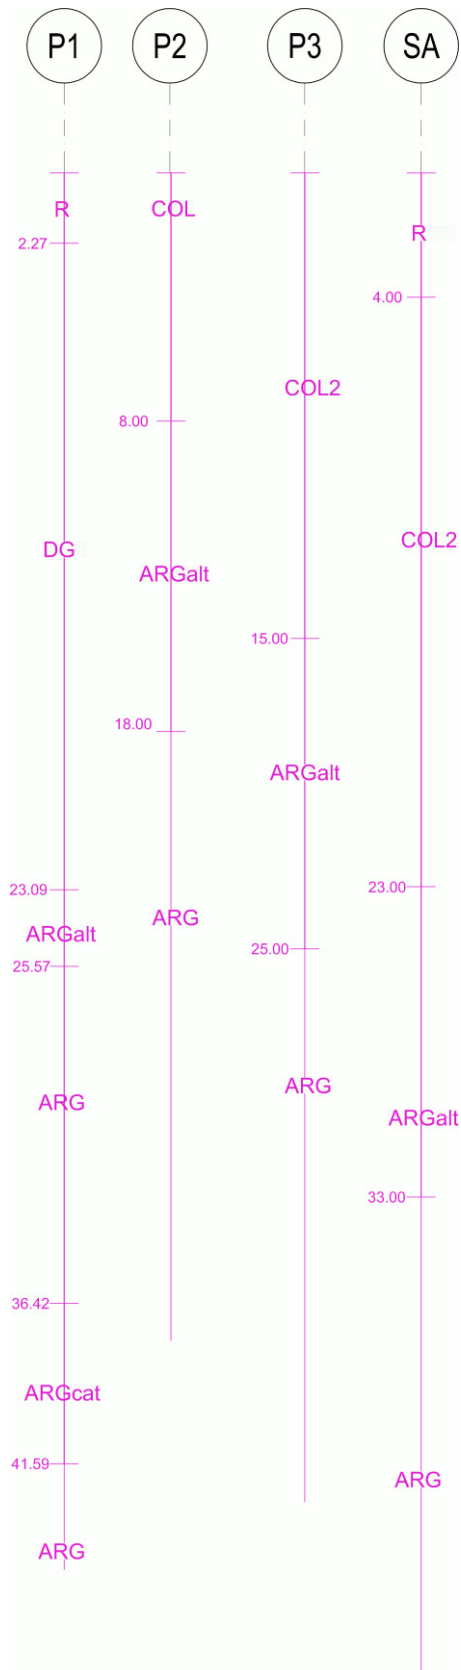 P1 P2 P3 SA
R COL
R
2.27
4.00
COL2
8.00
COL2
DG
ARGalt
15.00
18.00
ARGalt
23.00
23.09
ARG
ARGalt
25.00
25.57
ARG
ARG
ARGalt
33.00
36.42
ARGcat
41.59
ARG
ARG